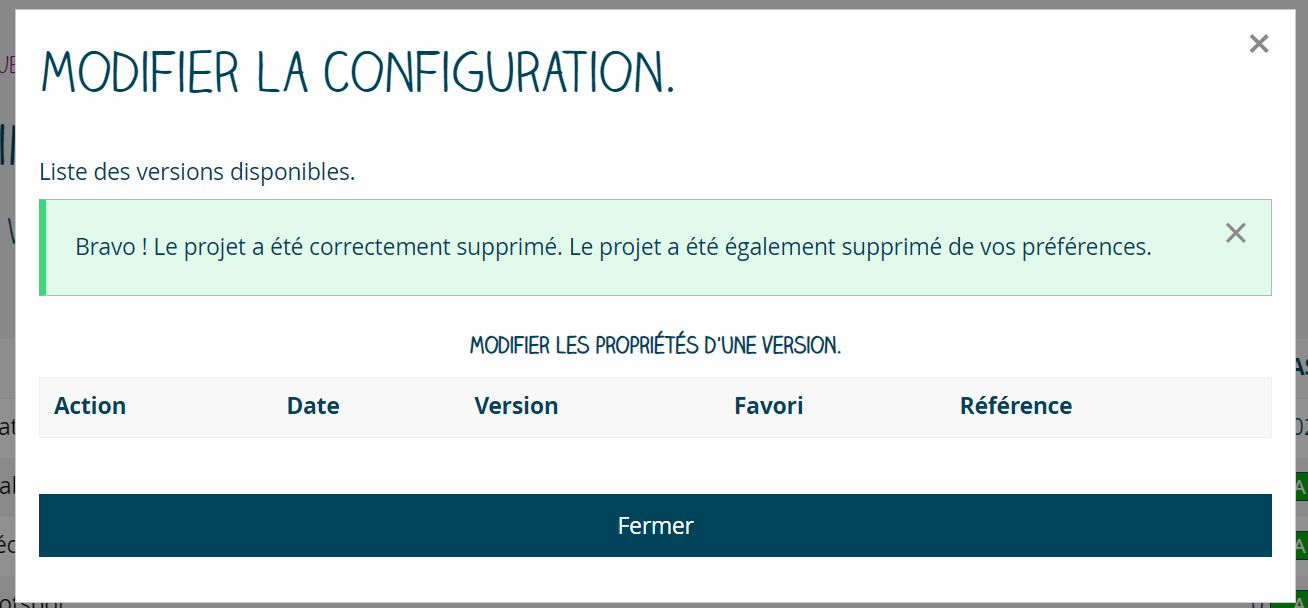 MODIFIER LA CONFIGURATION.
Liste des versions disponibles.
Bravo ! Le projet a été correctement supprimé. Le projet a été également supprimé de vos préférences.
MODIFIER LES PROPRIÉTÉS D'UNE VERSION.
Action Date Version Favori Référence
Fermer